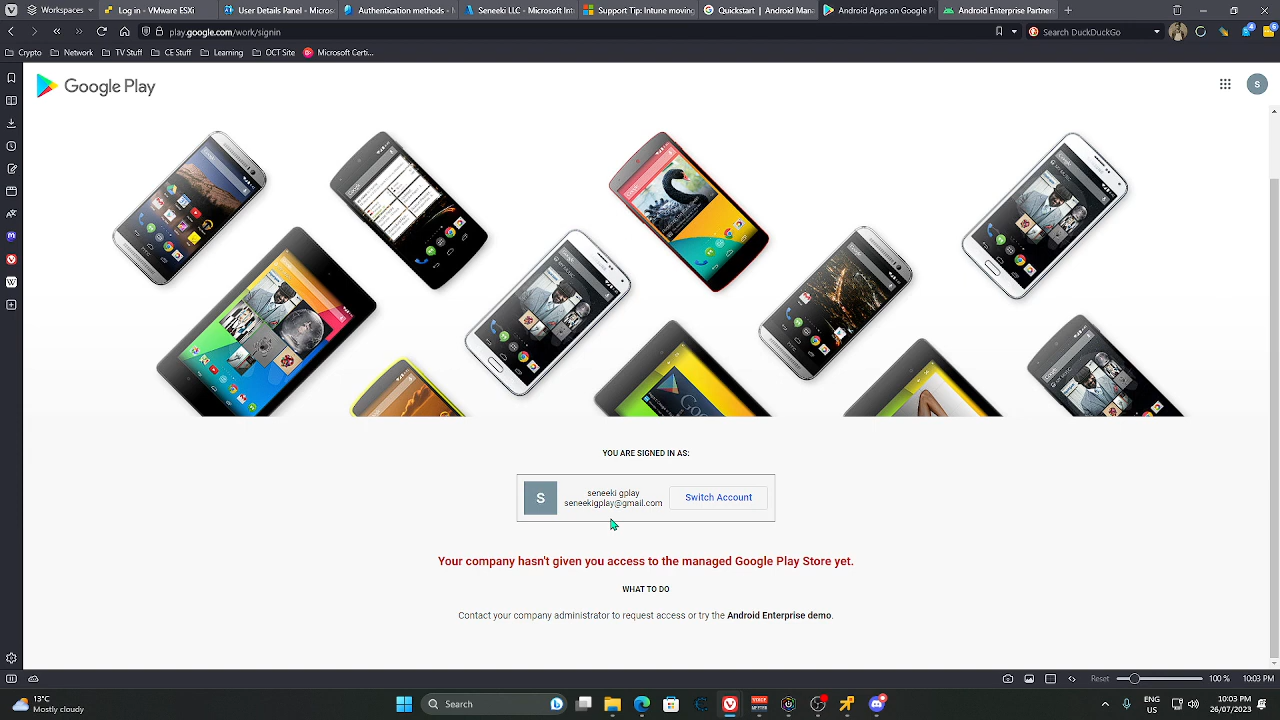 Workspaces
Log in - VMware ESXi
User Details Panel - Micros
Authentication methods - M
Seneeki LLC - Microsoft Int
Support Tip: Intune moving
Quickstart | Android Man
Android Apps on Google P
Android Enterprise Partner
play.google.com/work/signin
Search DuckDuckGo
Crypto
Network
TV Stuff
CE Stuff
Learning
OCT Site
Microsoft Certi...
Google Play
S
YOU ARE SIGNED IN AS:
S
seneeki gplay
seneekigplay@gmail.com
Switch Account
Your company hasn't given you access to the managed Google Play Store yet.
WHAT TO DO
Contact your company administrator to request access or try the Android Enterprise demo.
Reset
100 %
10:03 PM
13°C
Mostly cloudy
Search
ENG
US
10:03 PM
26/07/2023